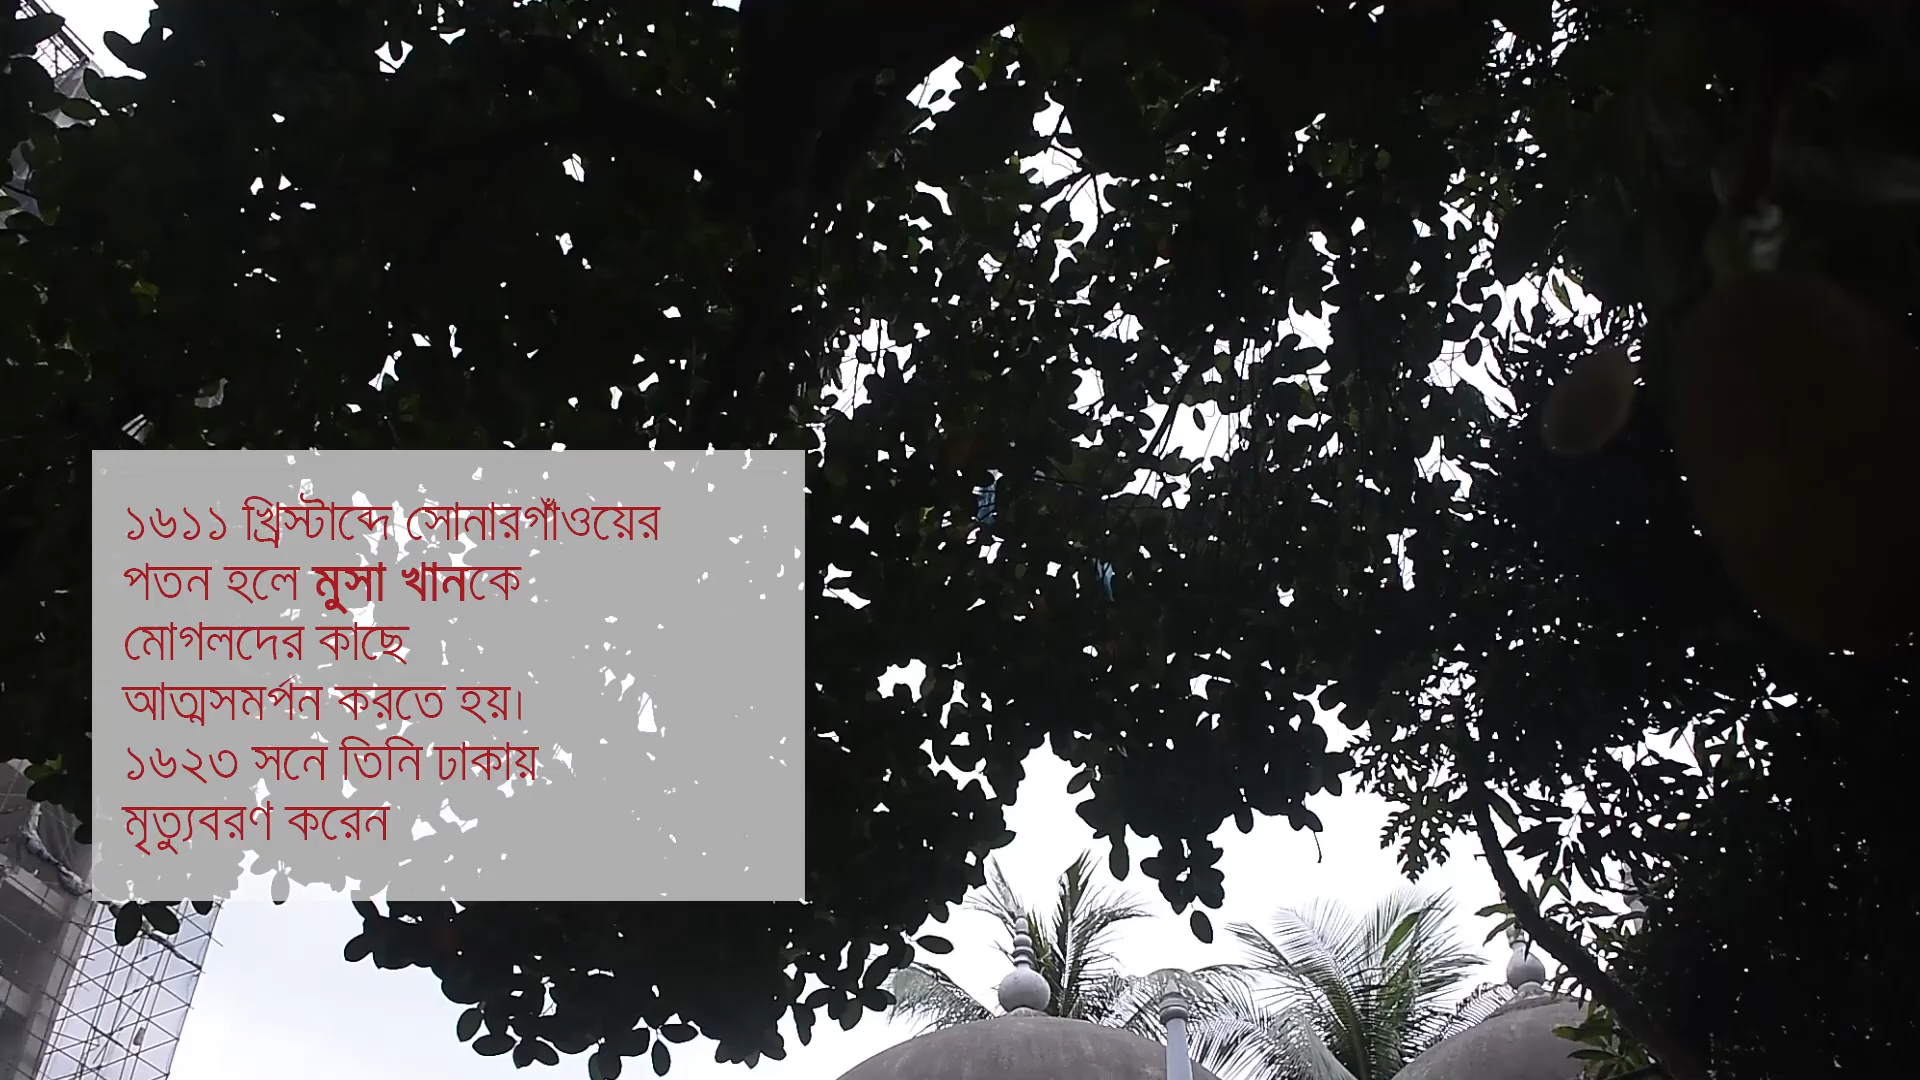 ১৬১১ খ্রিস্টাব্দে সোনারগাঁওয়ের
পতন হলে মুসা খানকে
মোগলদের কাছে
আত্মসমর্পন করতে হয়।
১৬২৩ সনে তিনি ঢাকায়
মৃত্যুবরণ করেন